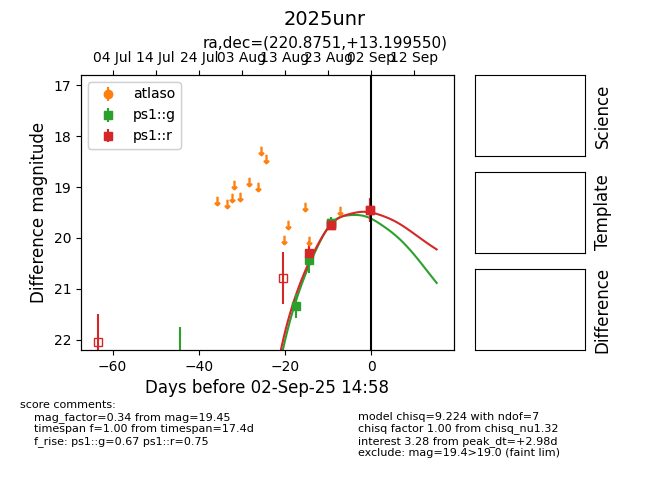 2025unr
ra,dec=(220.8751,+13.199550)
04 Jul 14 Jul 24 Jul 03 Aug 13 Aug 23 Aug 02 Sep 12 Sep
17
18
19
20
21
22
Difference magnitude
atlaso
ps1::g
ps1::r
−60 −40 −20 0
Days before 02-Sep-25 14:58
Science
Template
Difference
score comments:
mag_factor=0.34 from mag=19.45
timespan f=1.00 from timespan=17.4d
f_rise: ps1::g=0.67 ps1::r=0.75
model chisq=9.224 with ndof=7
chisq factor 1.00 from chisq_nu1.32
interest 3.28 from peak_dt=+2.98d
exclude: mag=19.4>19.0 (faint lim)